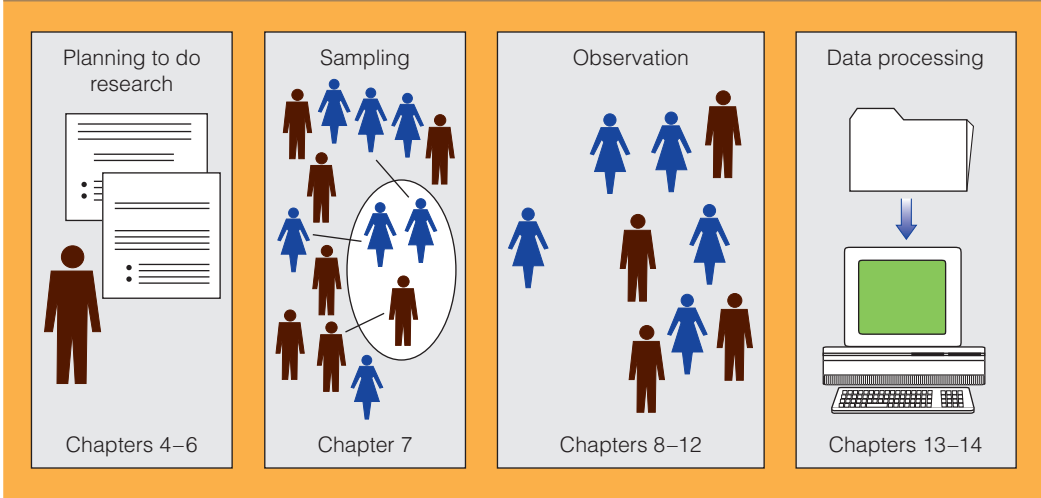 Planning to do
research
Chapters 4–6
Sampling
Chapter 7
Observation
Chapters 8–12
Data processing
Chapters 13–14